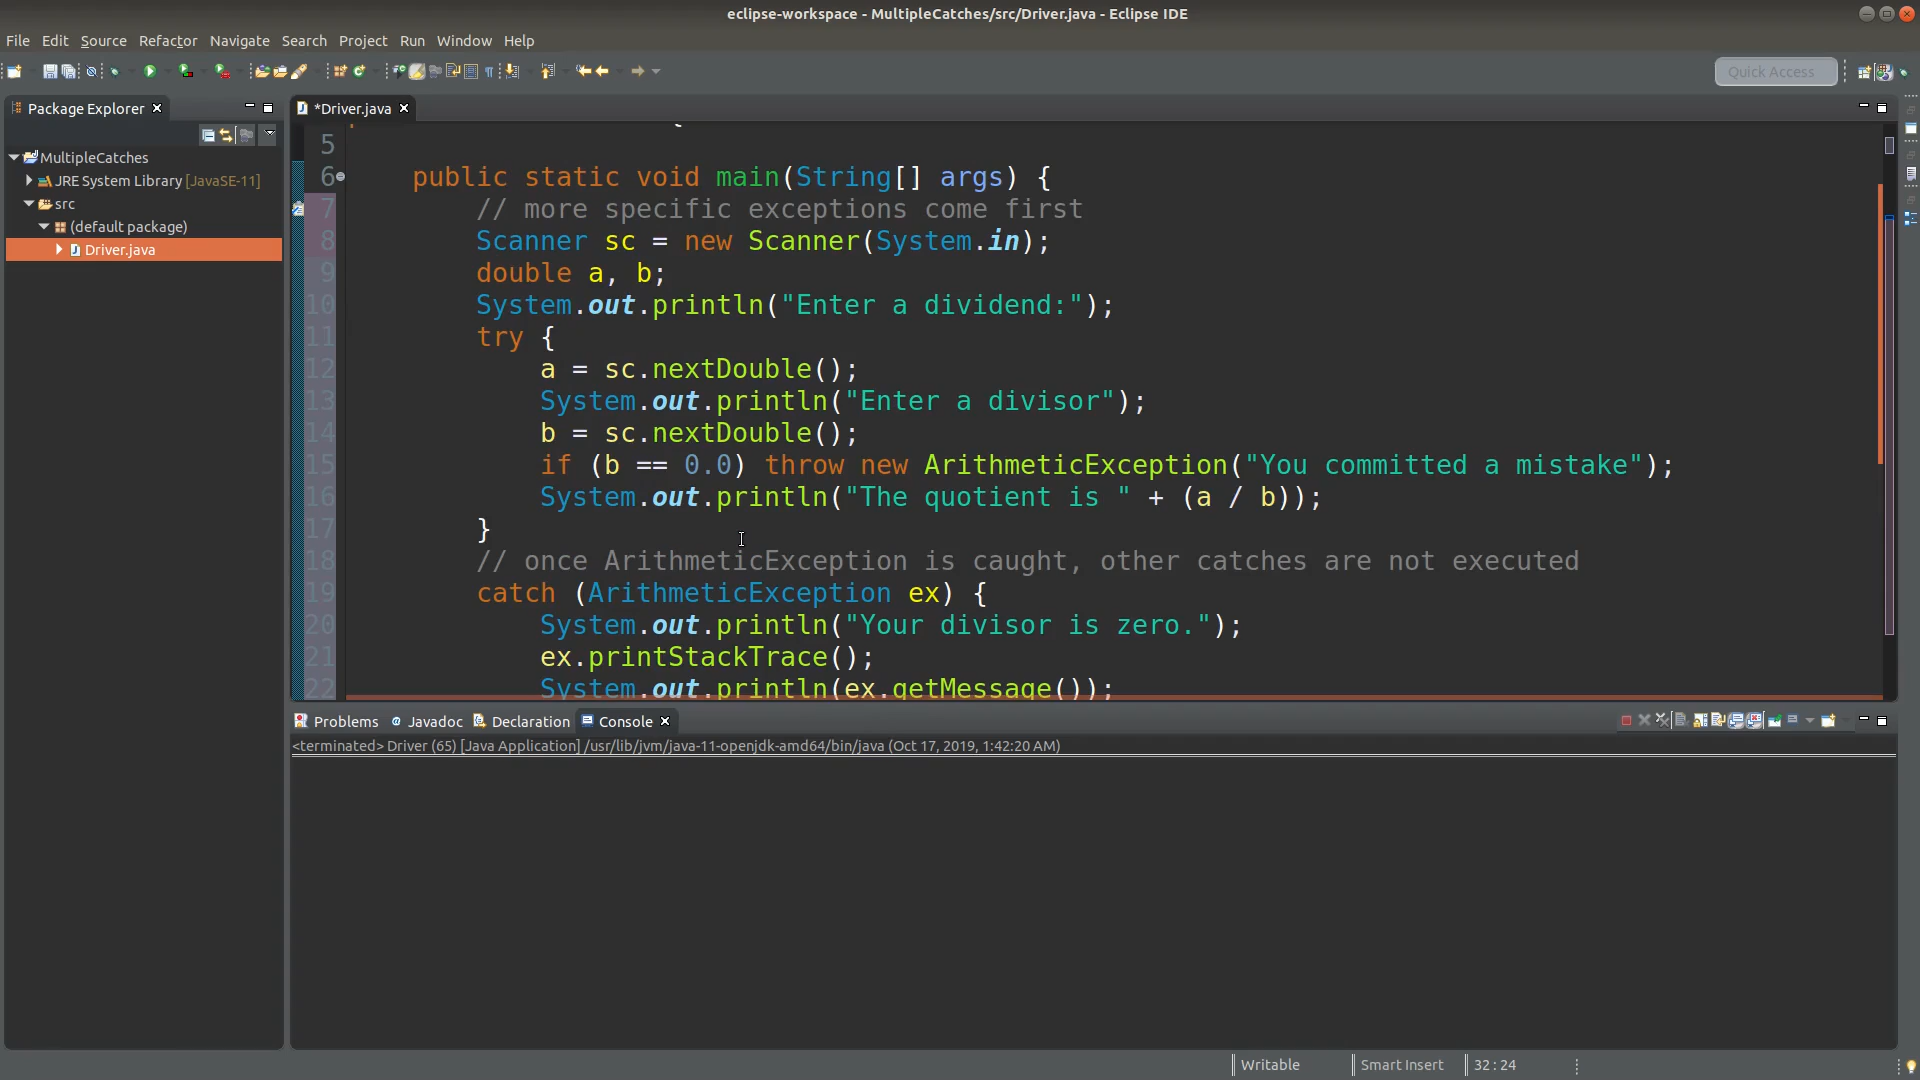 eclipse-workspace - MultipleCatches/src/Driver.java - Eclipse IDE
File Edit Source Refactor Navigate Search Project Run Window Help
Quick Access
Package Explorer
*Driver.java
MultipleCatches
JRE System Library [JavaSE-11]
src
(default package)
Driver.java
5
6 public static void main(String[] args) {
7 // more specific exceptions come first
8 Scanner sc = new Scanner(System.in);
9 double a, b;
10 System.out.println("Enter a dividend:");
11 try {
12 a = sc.nextDouble();
13 System.out.println("Enter a divisor");
14 b = sc.nextDouble();
15 if (b == 0.0) throw new ArithmeticException("You committed a mistake");
16 System.out.println("The quotient is " + (a / b));
17 }
18 // once ArithmeticException is caught, other catches are not executed
19 catch (ArithmeticException ex) {
20 System.out.println("Your divisor is zero.");
21 ex.printStackTrace();
22 System.out.println(ex.getMessage());
Problems Javadoc Declaration Console
<terminated> Driver (65) [Java Application] /usr/lib/jvm/java-11-openjdk-amd64/bin/java (Oct 17, 2019, 1:42:20 AM)
Writable Smart Insert 32 : 24